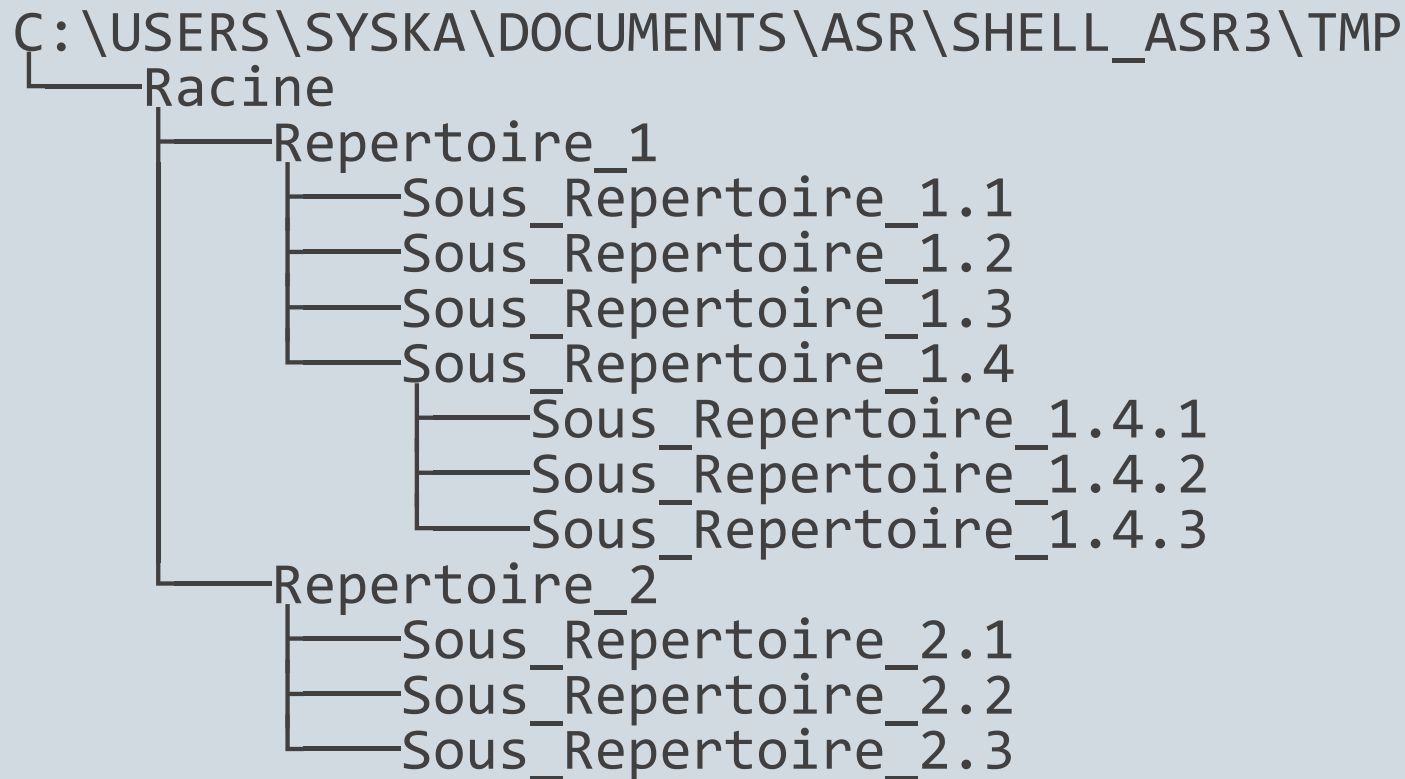 C:\USERS\SYSKA\DOCUMENTS\ASR\SHELL_ASR3\TMP
Racine
Repertoire_1
Sous_Repertoire_1.1
Sous_Repertoire_1.2
Sous_Repertoire_1.3
Sous_Repertoire_1.4
Sous_Repertoire_1.4.1
Sous_Repertoire_1.4.2
Sous_Repertoire_1.4.3
Repertoire_2
Sous_Repertoire_2.1
Sous_Repertoire_2.2
Sous_Repertoire_2.3